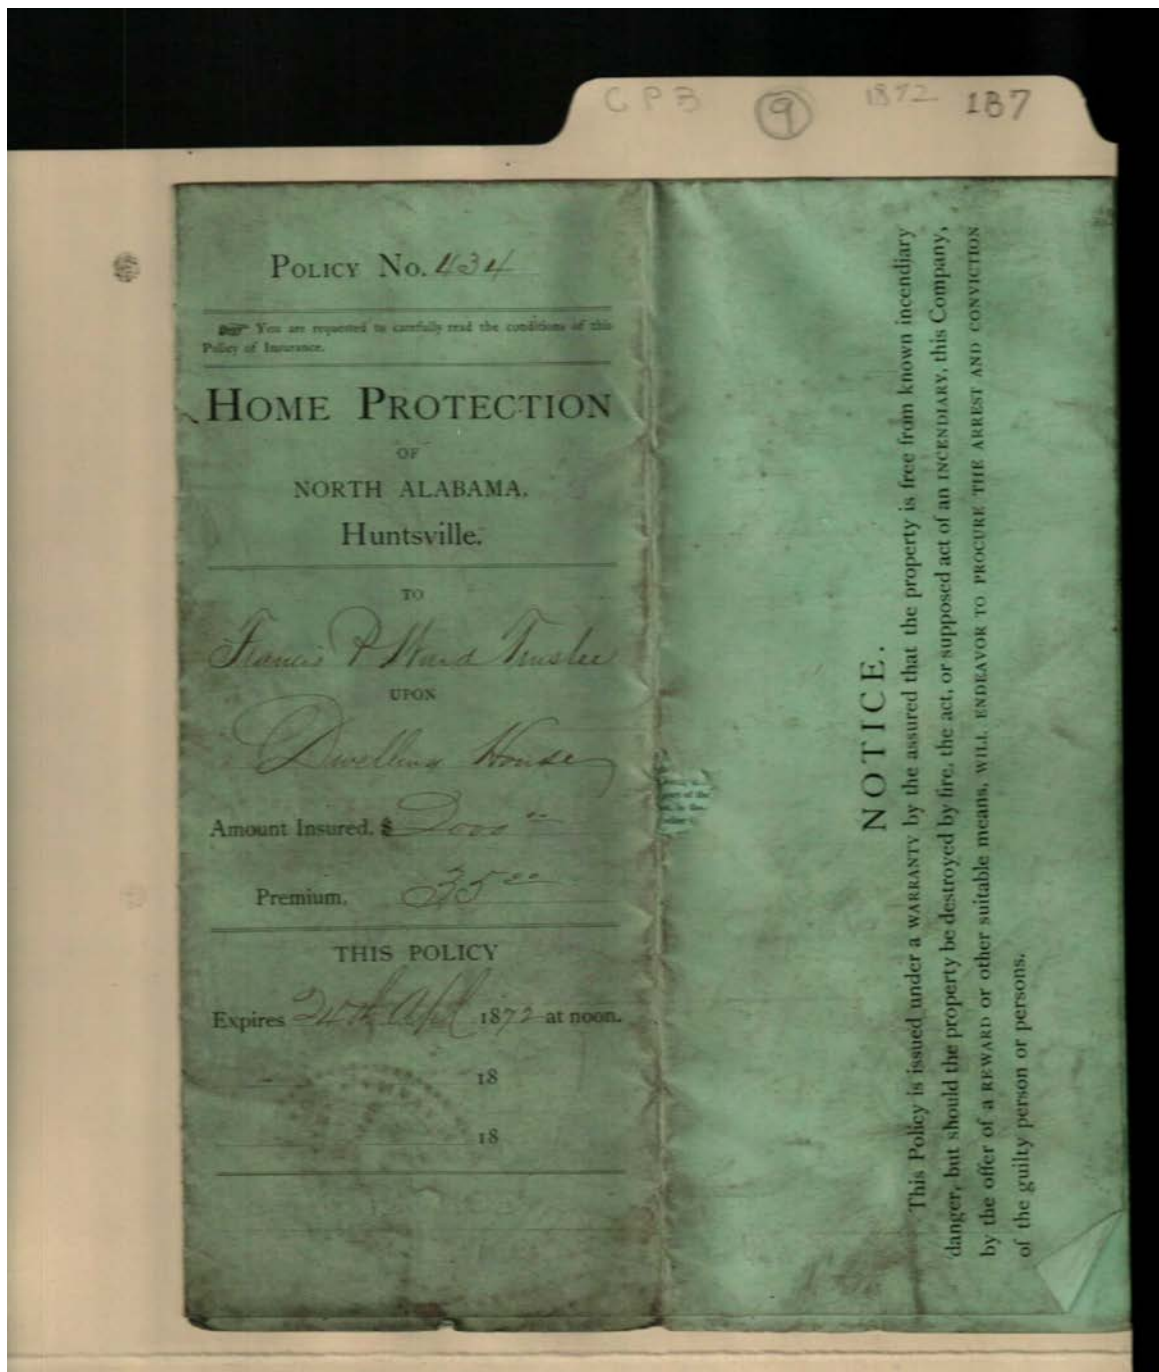 CPB 9 1872 187
POLICY No. 434
You are requested to carefully read the conditions of this
Policy of Insurance.
HOME PROTECTION
OF
NORTH ALABAMA,
Huntsville.
TO
Francis P Ward Trustee
UPON
Dwelling House
Amount Insured, $ 2000 00
Premium, 35 00
THIS POLICY
Expires 24th Apl 1872 at noon.
18
18
NOTICE.
This Policy is issued under a WARRANTY by the assured that the property is free from known incendiary
danger, but should the property be destroyed by fire, the act, or supposed act of an INCENDIARY, this Company,
by the offer of a REWARD or other suitable means, WILL ENDEAVOR TO PROCURE THE ARREST AND CONVICTION
of the guilty person or persons.